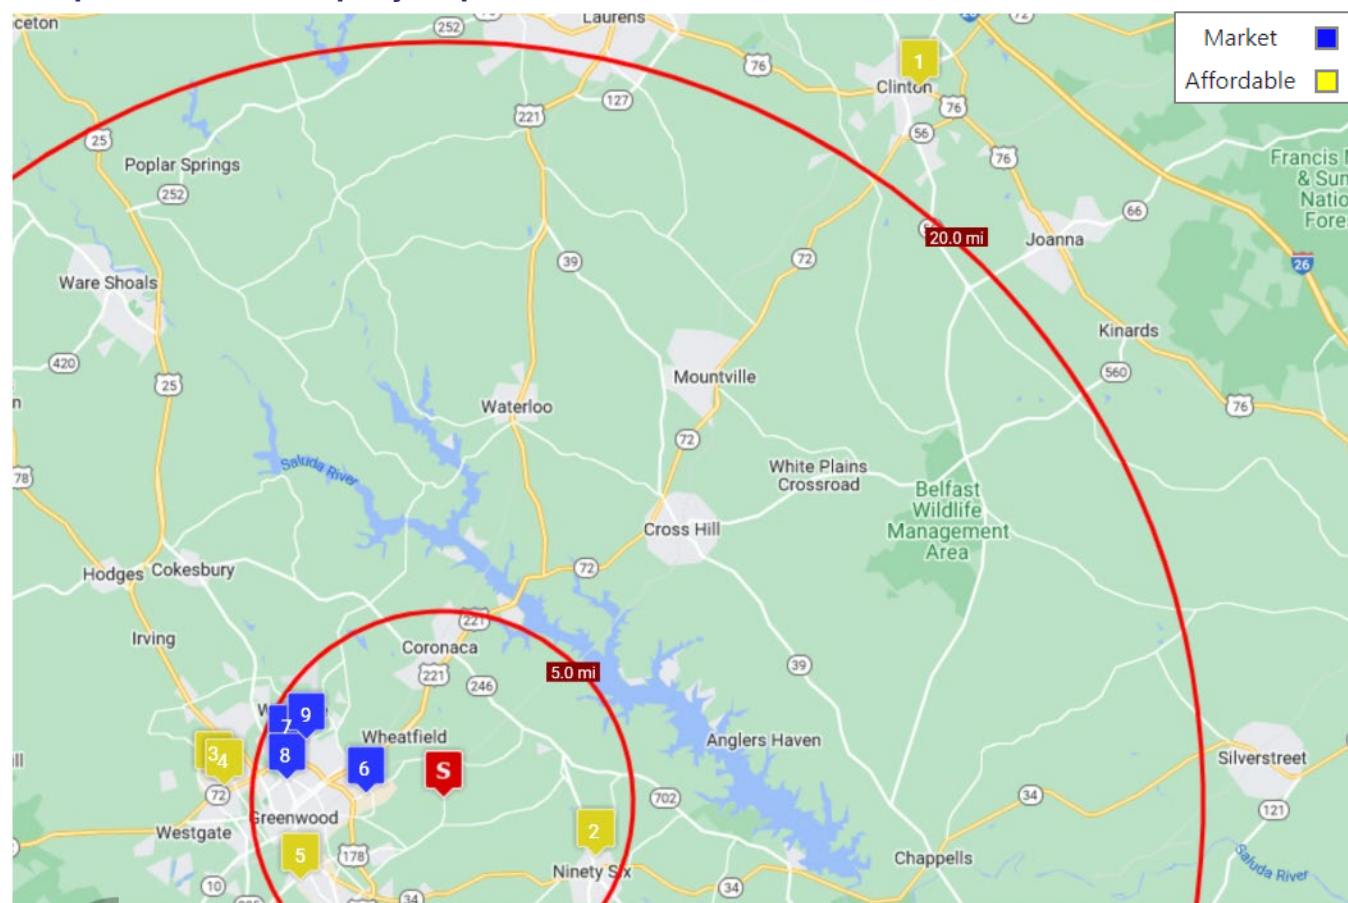 Laurens
252
72
Market
Affordable
1
Clinton
76
127
76
221
56
25
76
Poplar Springs
252
66
20.0 mi
Joanna
72
39
26
Ware Shoals
Kinards
420
560
25
Mountville
Waterloo
76
72
White Plains
Crossroad
78
Saluda River
Belfast
Wildlife
Management
Area
Cross Hill
72
Hodges
Cokesbury
221
Irving
Coronaca
5.0 mi
39
221
246
9
7
Wheatfield
Anglers Haven
3
4
8
6
S
Silverstreet
72
702
34
121
Greenwood
Westgate
2
5
178
Chappells
Ninety Six
Saluda River
10
34
34